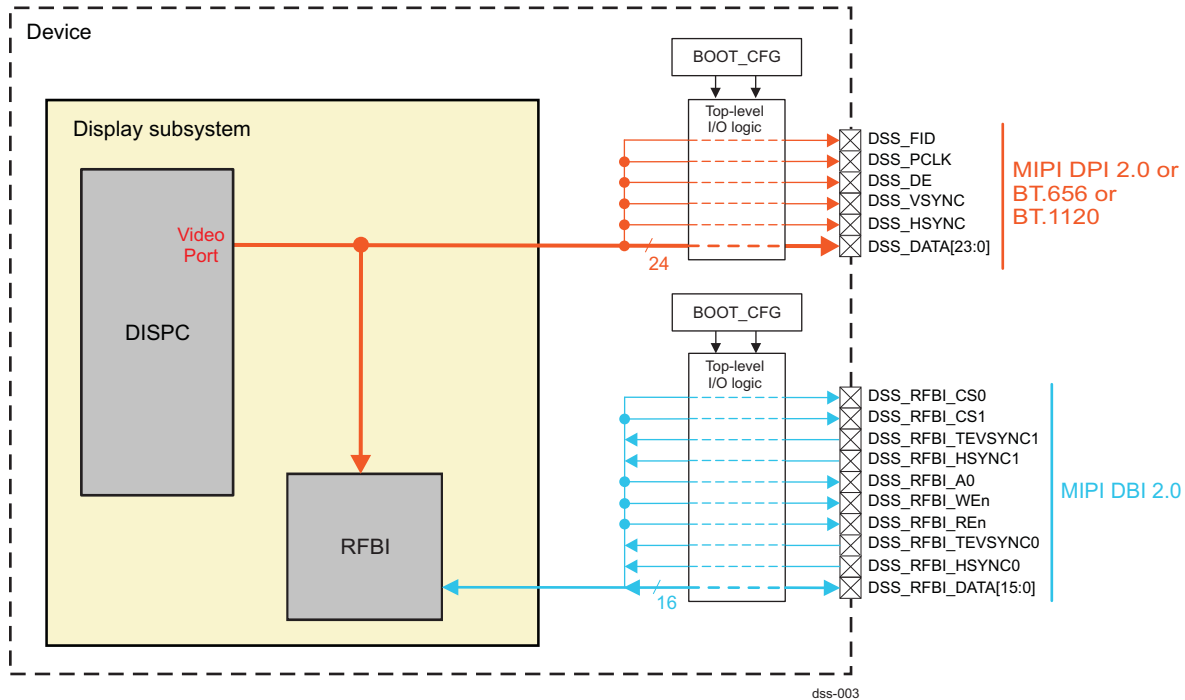 Device
BOOT_CFG
Top-level
I/O logic
Display subsystem
Video
Port
DISPC
RFBI
24
DSS_FID
DSS_PCLK
DSS_DE
DSS_VSYNC
DSS_HSYNC
DSS_DATA[23:0]
MIPI DPI 2.0 or
BT.656 or
BT.1120
BOOT_CFG
Top-level
I/O logic
16
DSS_RFBI_CS0
DSS_RFBI_CS1
DSS_RFBI_TEVSYNC1
DSS_RFBI_HSYNC1
DSS_RFBI_A0
DSS_RFBI_WEn
DSS_RFBI_REn
DSS_RFBI_TEVSYNC0
DSS_RFBI_HSYNC0
DSS_RFBI_DATA[15:0]
MIPI DBI 2.0
dss-003